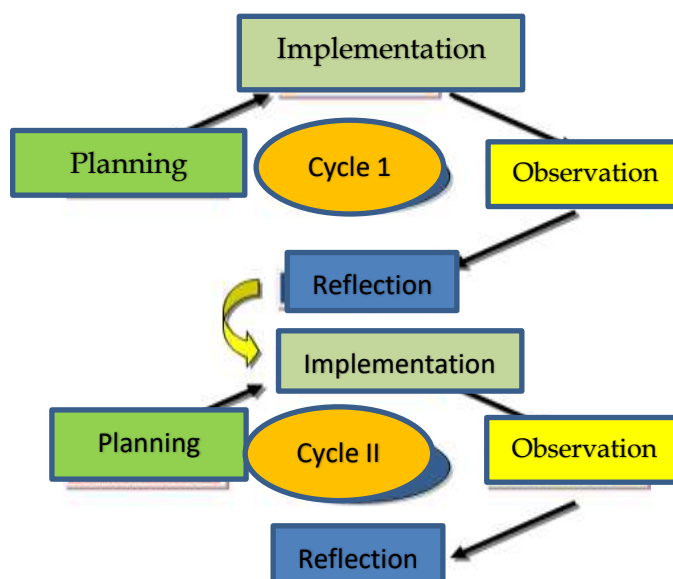 Implementation
Planning
Cycle 1
Observation
Reflection
Implementation
Planning
Cycle II
Observation
Reflection